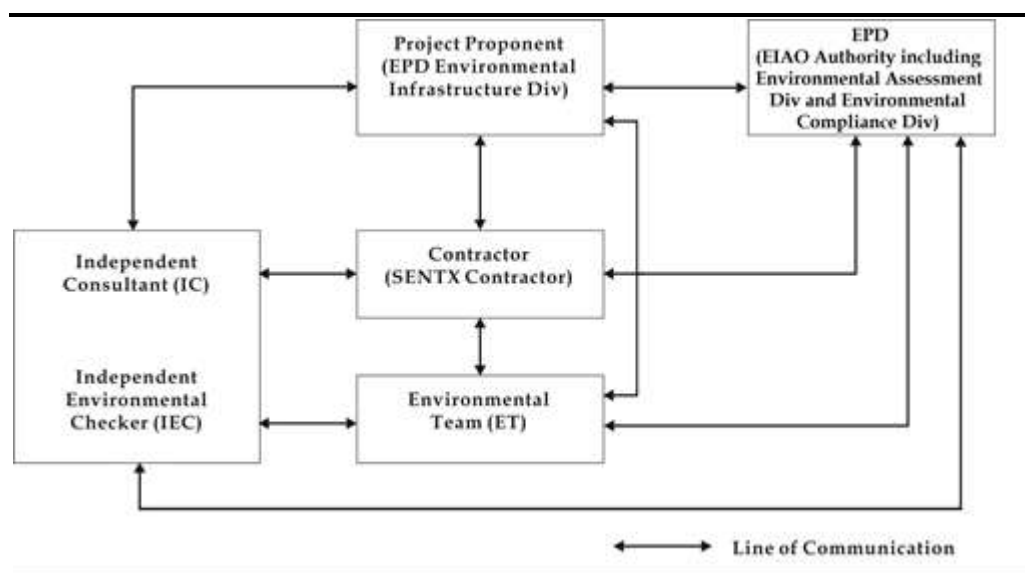 Project Proponent
(EPD Environmental
Infrastructure Div)
EPD
(EIAO Authority including
Environmental Assessment
Div and Environmental
Compliance Div)
Independent
Consultant (IC)
Contractor
(SENTX Contractor)
Independent
Environmental
Checker (IEC)
Environmental
Team (ET)
Line of Communication